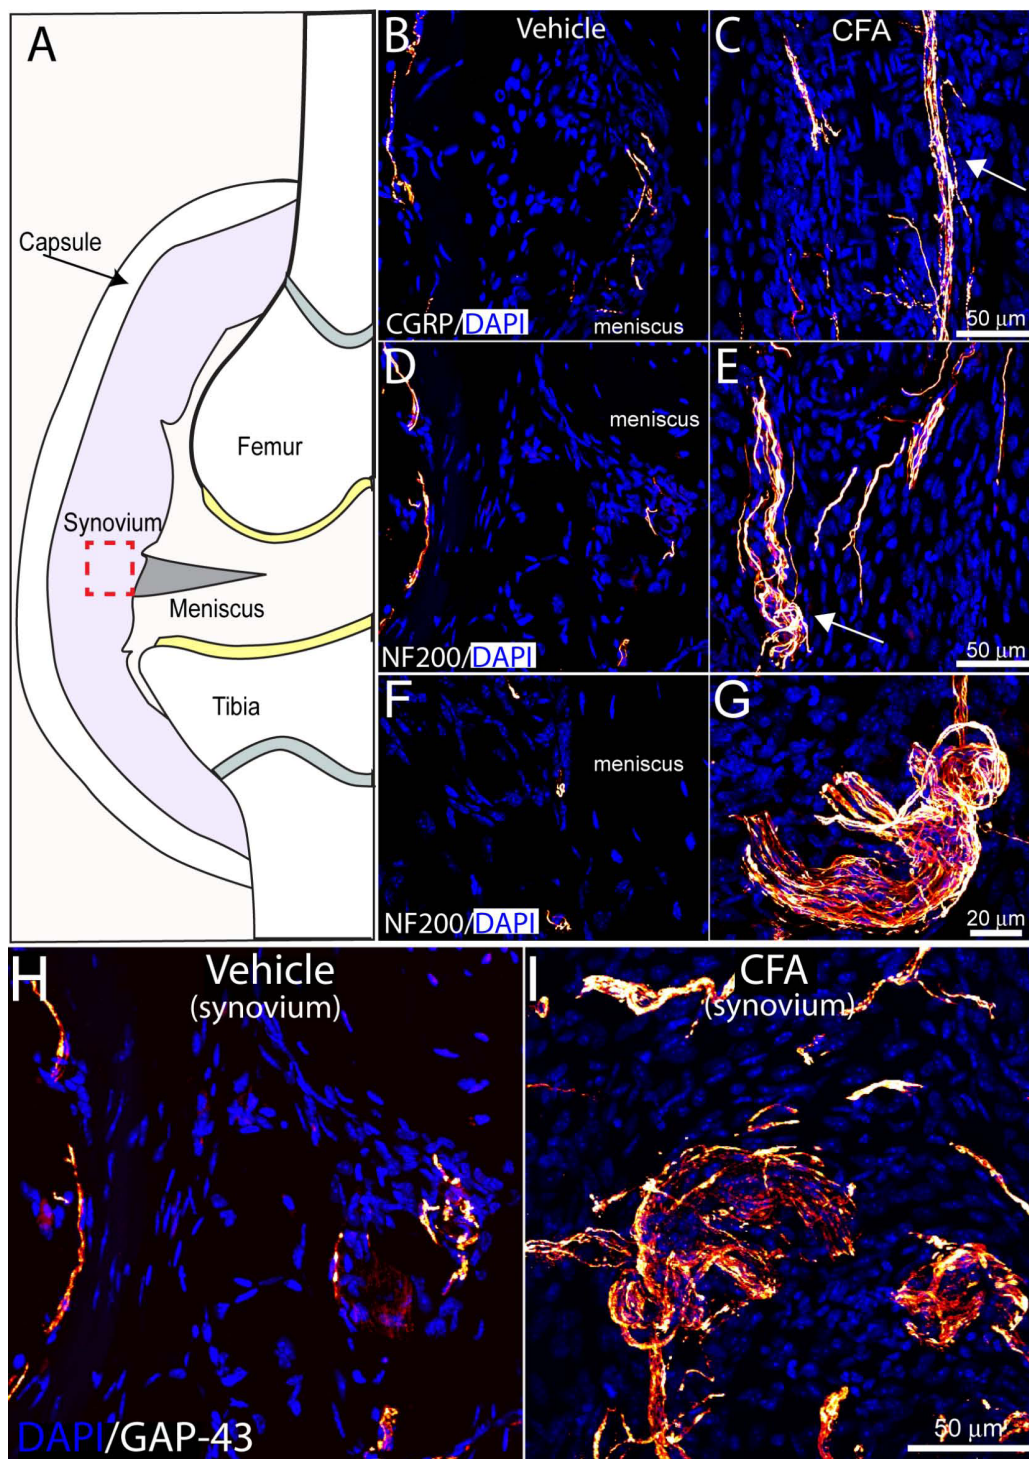 A
Capsule
Femur
Synovium
Meniscus
Tibia
B
Vehicle
CGRP/DAPI
meniscus
C
CFA
50 μm
D
meniscus
NF200/DAPI
E
50 μm
F
meniscus
NF200/DAPI
G
20 μm
H
Vehicle
(synovium)
DAPI/GAP-43
I
CFA
(synovium)
50 μm